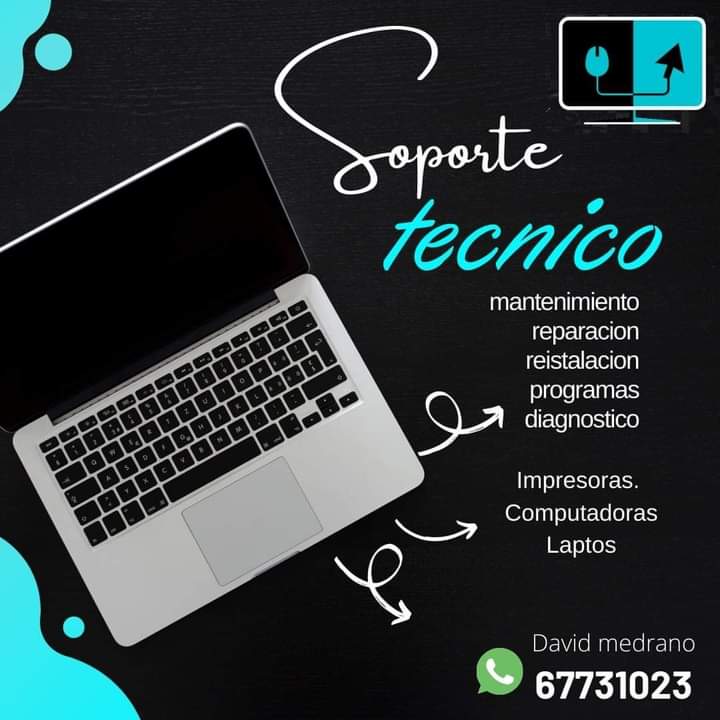 Soporte
tecnico
mantenimiento
reparacion
reistalacion
programas
diagnostico
Impresoras.
Computadoras
Laptos
David medrano
67731023